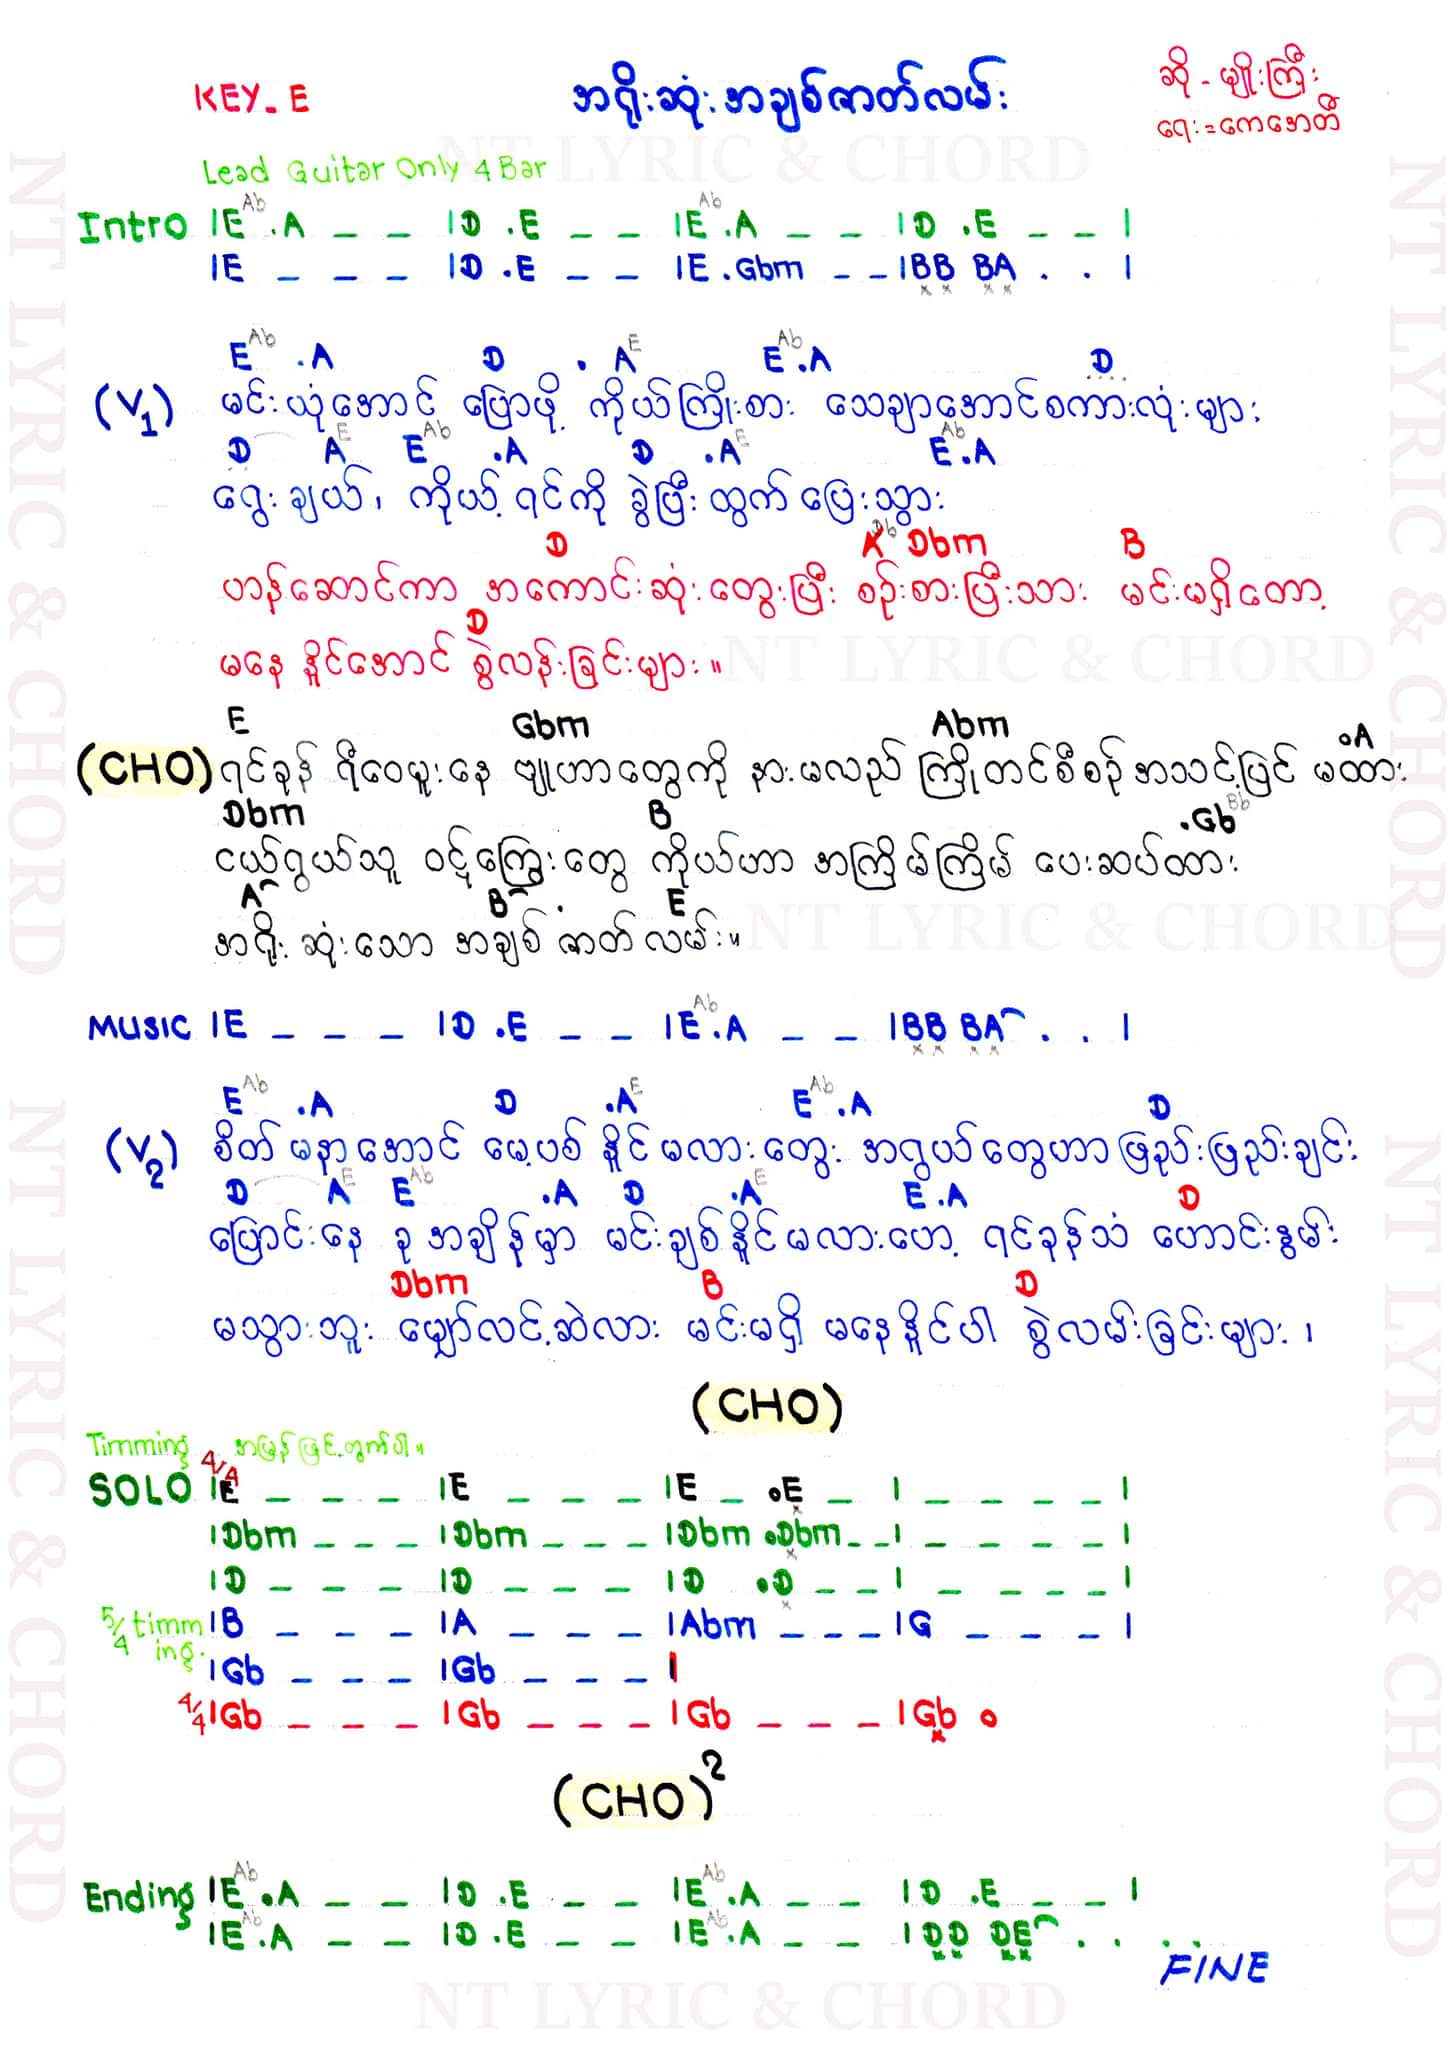 KEY - E
အရိုးဆုံးအချစ်ဇာတ်လမ်း
ဆို - မျိုးကြီး
ရေး = ကေအေတီ
Lead Guitar Only 4 Bar
Intro |E Ab .A _ _ |D .E _ _ |E Ab .A _ _ |D .E _ _ |
|E _ _ _ |D .E _ _ |E .Gbm _ _ |BB BA . . |
E Ab .A D . A E E Ab .A D
(V1) မင်းယုံအောင် ပြောဖို့ ကိုယ်ကြိုးစား သေချာအောင်စကားလုံးများ
D A E E Ab .A D .A E E Ab .A
ရွေးချယ်၊ ကိုယ့်ရင်ကို ခွဲပြီး ထွက်ပြေးသွား
D A Db Dbm B
ဟန်ဆောင်ကာ အကောင်းဆုံးတွေးပြီး စဉ်းစားပြီးသား မင်းမရှိတော့
D
မနေနိုင်အောင် စွဲလန်းခြင်းများ။
E Gbm Abm .A
(CHO) ရင်ခုန် ရီဝေမူးနေ ဗျူဟာတွေကို နားမလည် ကြိုတင်စီစဉ် အသင့်ပြင် မထား
Dbm B .Gb Bb
ငယ်ရွယ်သူ ဝဋ်ကြွေးတွေ ကိုယ်ဟာ အကြိမ်ကြိမ် ပေးဆပ်ထား
A B . E
အရိုးဆုံးသော အချစ်ဇာတ်လမ်း။
MUSIC |E _ _ _ |D .E _ _ |E Ab .A _ _ |BB BA . . |
E Ab .A D .A E E Ab .A D
(V2) စိတ်မနာအောင် မေ့ပစ်နိုင်မလားတွေး အရွယ်တွေဟာဖြည်းဖြည်းချင်း
D A E E Ab .A D .A E E .A D
ပြောင်းနေ ခုအချိန်မှာ မင်းချစ်နိုင်မလားဟေ့ ရင်ခုန်သံ ဟောင်းနွမ်း
Dbm B D
မသွားဘူး မျှော်လင့်ဆဲလား မင်းမရှိ မနေနိုင်ပါ စွဲလမ်းခြင်းများ၊
(CHO)
Timming အမြန်ဖြင့်တွက်ပါ။
SOLO 4/4 |E _ _ _ |E _ _ _ |E _ .E _ | _ _ _ _ |
|Dbm _ _ _ |Dbm _ _ _ |Dbm .Dbm _ _ | _ _ _ _ |
|D _ _ _ |D _ _ _ |D .D _ _ | _ _ _ _ _ |
5/4 timming. |B _ _ _ |A _ _ _ _ |Abm _ _ _ |G _ _ _ _ |
|Gb _ _ _ |Gb _ _ _ |
4/4 |Gb _ _ _ |Gb _ _ _ |Gb _ _ _ |Gb .
(CHO)2
Ending |E Ab .A _ _ |D .E _ _ |E Ab .A _ _ |D .E _ _ |
|E Ab .A _ _ |D .E _ _ |E Ab .A _ _ |DD DE . . . .
FINE
NT LYRIC & CHORD